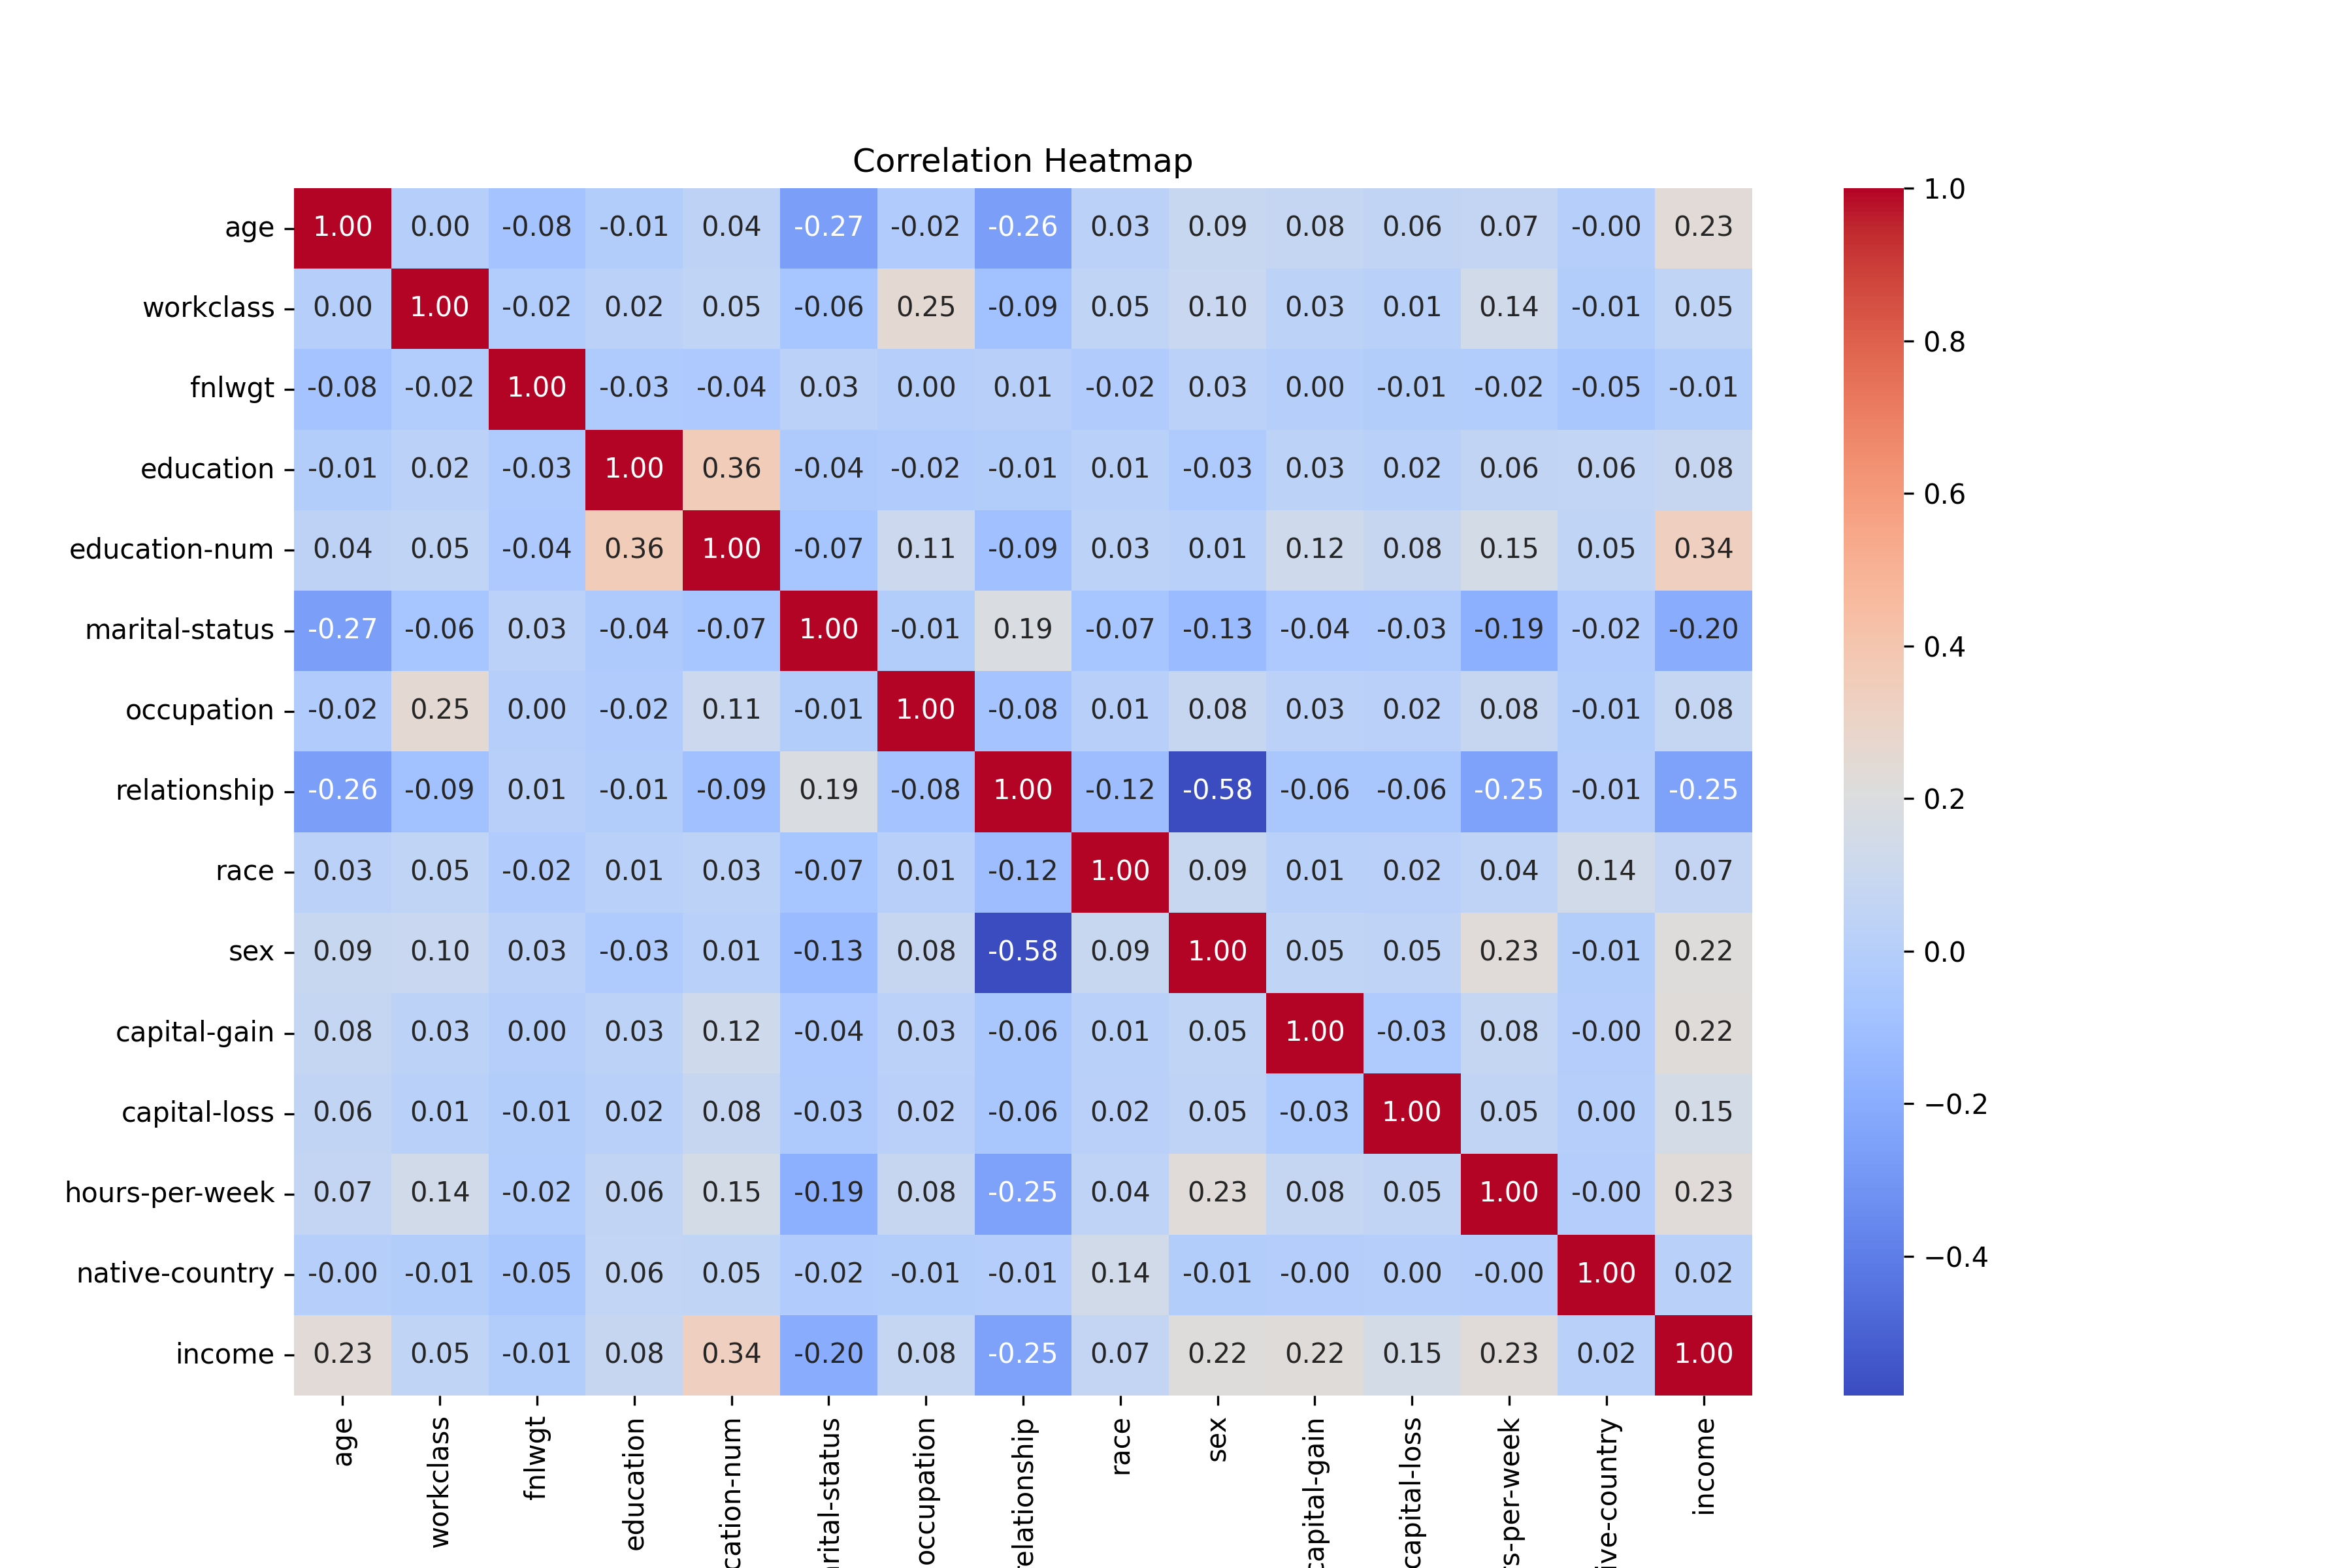 Correlation Heatmap
age 1.00 0.00 -0.08 -0.01 0.04 -0.27 -0.02 -0.26 0.03 0.09 0.08 0.06 0.07 -0.00 0.23
workclass 0.00 1.00 -0.02 0.02 0.05 -0.06 0.25 -0.09 0.05 0.10 0.03 0.01 0.14 -0.01 0.05
fnlwgt -0.08 -0.02 1.00 -0.03 -0.04 0.03 0.00 0.01 -0.02 0.03 0.00 -0.01 -0.02 -0.05 -0.01
education -0.01 0.02 -0.03 1.00 0.36 -0.04 -0.02 -0.01 0.01 -0.03 0.03 0.02 0.06 0.06 0.08
education-num 0.04 0.05 -0.04 0.36 1.00 -0.07 0.11 -0.09 0.03 0.01 0.12 0.08 0.15 0.05 0.34
marital-status -0.27 -0.06 0.03 -0.04 -0.07 1.00 -0.01 0.19 -0.07 -0.13 -0.04 -0.03 -0.19 -0.02 -0.20
occupation -0.02 0.25 0.00 -0.02 0.11 -0.01 1.00 -0.08 0.01 0.08 0.03 0.02 0.08 -0.01 0.08
relationship -0.26 -0.09 0.01 -0.01 -0.09 0.19 -0.08 1.00 -0.12 -0.58 -0.06 -0.06 -0.25 -0.01 -0.25
race 0.03 0.05 -0.02 0.01 0.03 -0.07 0.01 -0.12 1.00 0.09 0.01 0.02 0.04 0.14 0.07
sex 0.09 0.10 0.03 -0.03 0.01 -0.13 0.08 -0.58 0.09 1.00 0.05 0.05 0.23 -0.01 0.22
capital-gain 0.08 0.03 0.00 0.03 0.12 -0.04 0.03 -0.06 0.01 0.05 1.00 -0.03 0.08 -0.00 0.22
capital-loss 0.06 0.01 -0.01 0.02 0.08 -0.03 0.02 -0.06 0.02 0.05 -0.03 1.00 0.05 0.00 0.15
hours-per-week 0.07 0.14 -0.02 0.06 0.15 -0.19 0.08 -0.25 0.04 0.23 0.08 0.05 1.00 -0.00 0.23
native-country -0.00 -0.01 -0.05 0.06 0.05 -0.02 -0.01 -0.01 0.14 -0.01 -0.00 0.00 -0.00 1.00 0.02
income 0.23 0.05 -0.01 0.08 0.34 -0.20 0.08 -0.25 0.07 0.22 0.22 0.15 0.23 0.02 1.00
age
workclass
fnlwgt
education
cation-num
rital-status
occupation
elationship
race
sex
capital-gain
capital-loss
s-per-week
ive-country
income
1.0
0.8
0.6
0.4
0.2
0.0
−0.2
−0.4